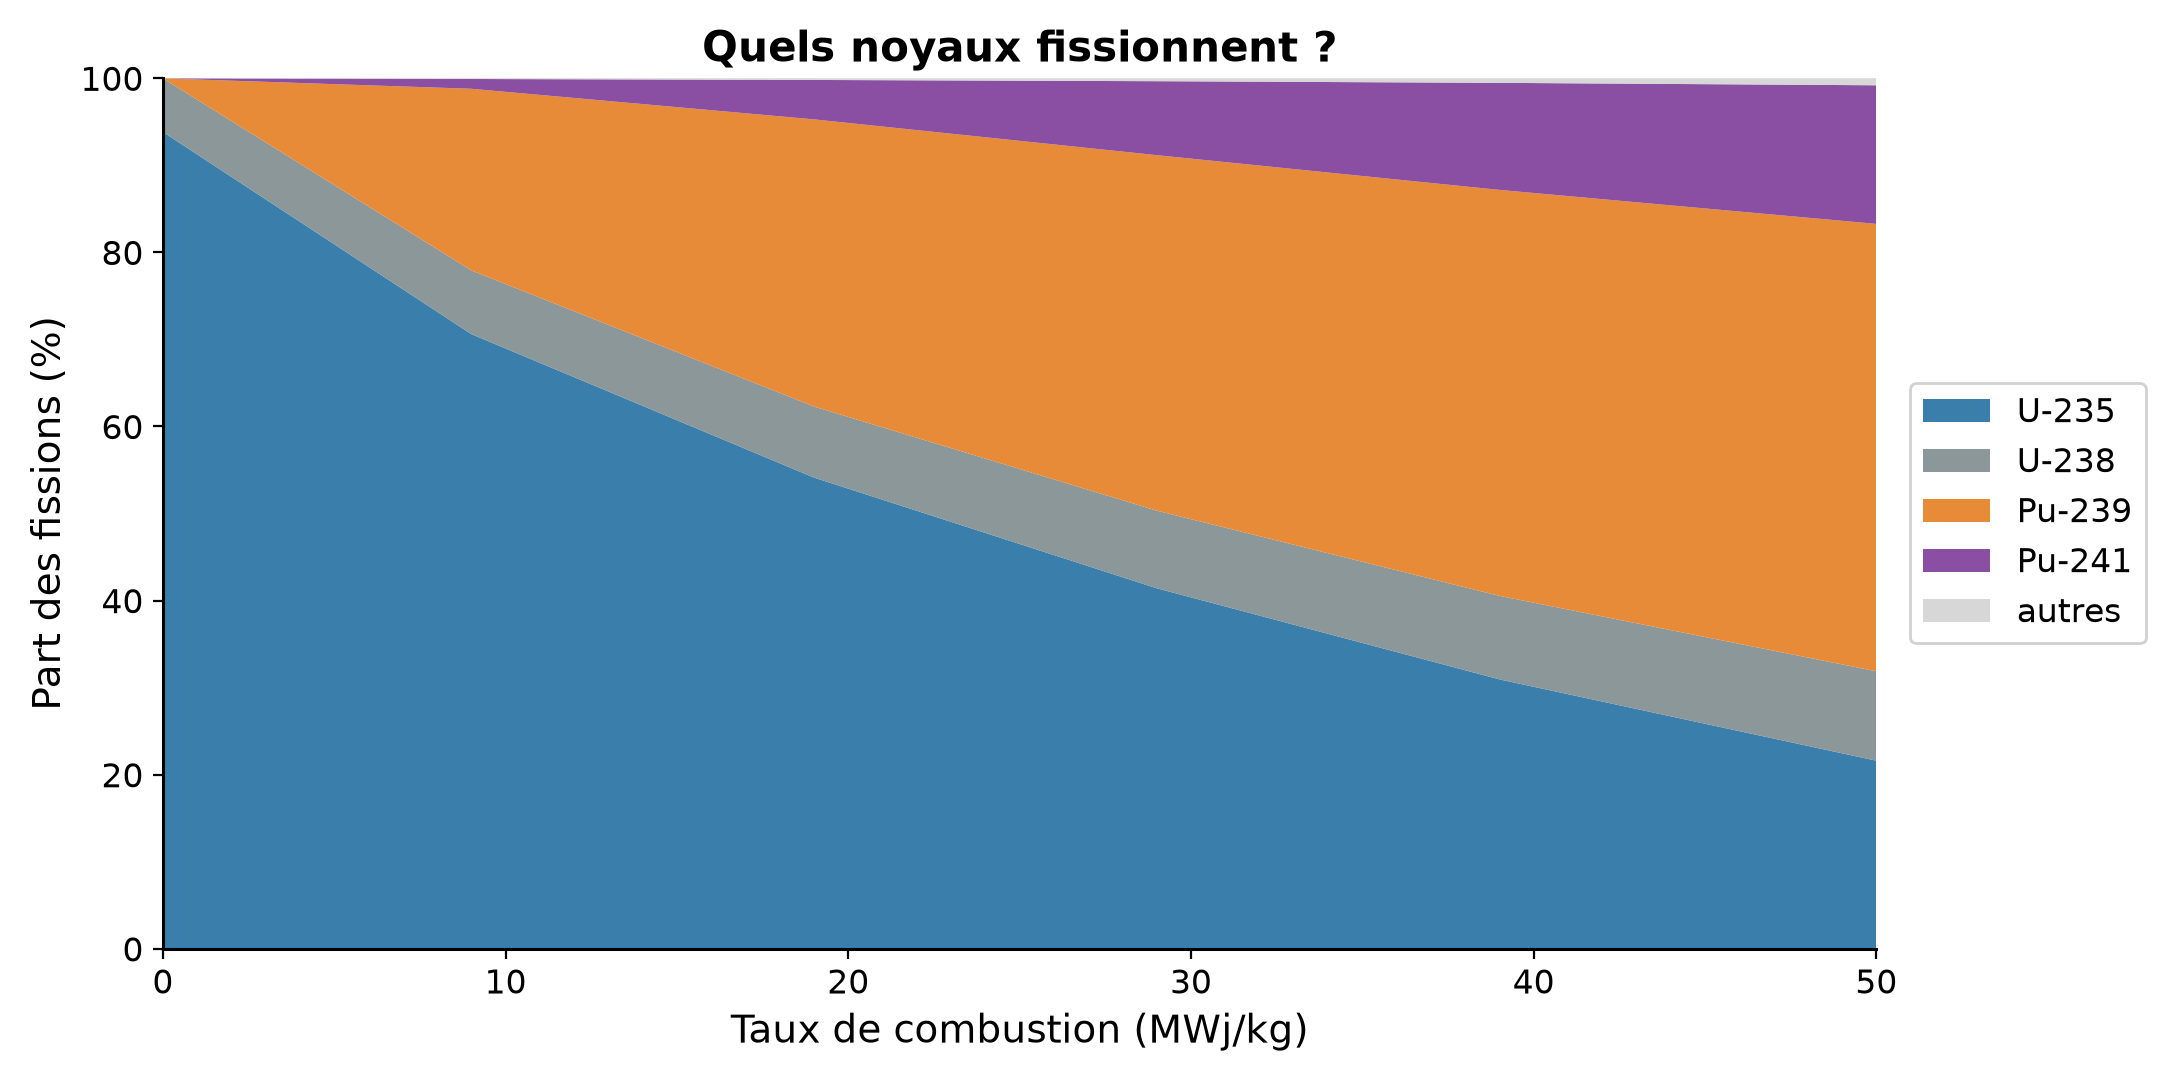 Quels noyaux fissionnent ?
Part des fissions (%)
100
80
60
40
20
0
0 10 20 30 40 50
Taux de combustion (MWj/kg)
U-235
U-238
Pu-239
Pu-241
autres